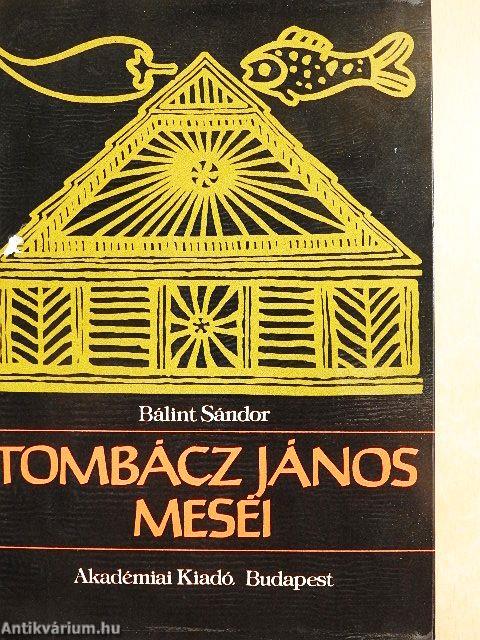 Bálint Sándor
TOMBÁCZ JÁNOS
MESÉI
Akadémiai Kiadó, Budapest
Antikvárium.hu